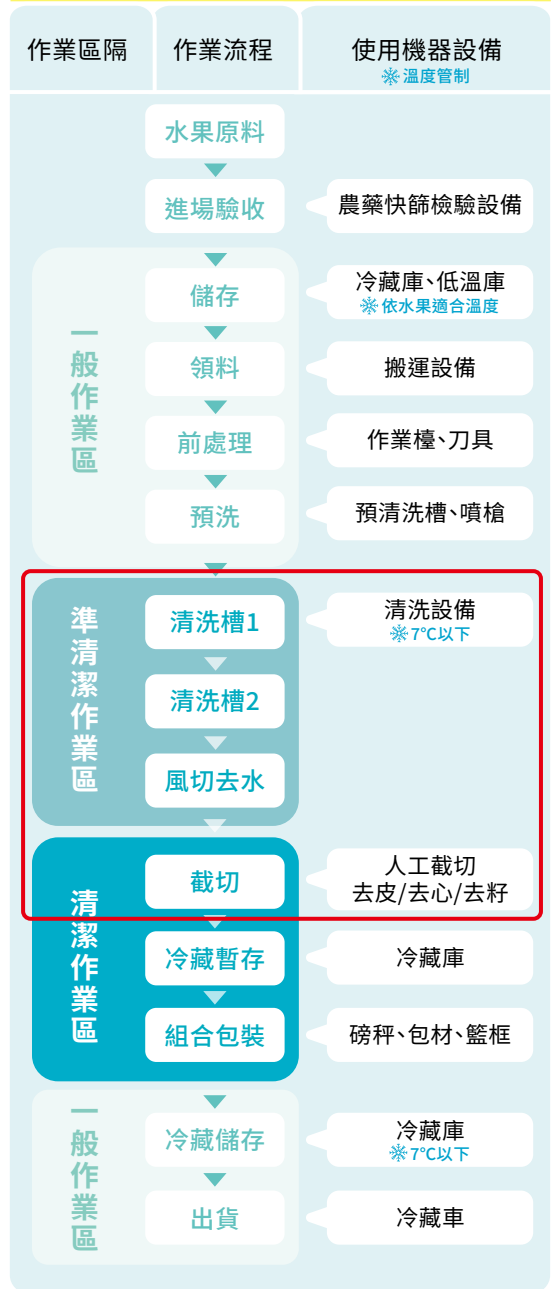 作業區隔
作業流程
使用機器設備
※溫度管制
水果原料
進場驗收
農藥快篩檢驗設備
一般作業區
儲存
冷藏庫、低溫庫
※依水果適合溫度
領料
搬運設備
前處理
作業檯、刀具
預洗
預清洗槽、噴槍
準清潔作業區
清洗槽1
清洗設備
※7℃以下
清洗槽2
風切去水
清潔作業區
截切
人工截切
去皮/去心/去籽
冷藏暫存
冷藏庫
組合包裝
磅秤、包材、籃框
一般作業區
冷藏儲存
冷藏庫
※7℃以下
出貨
冷藏車